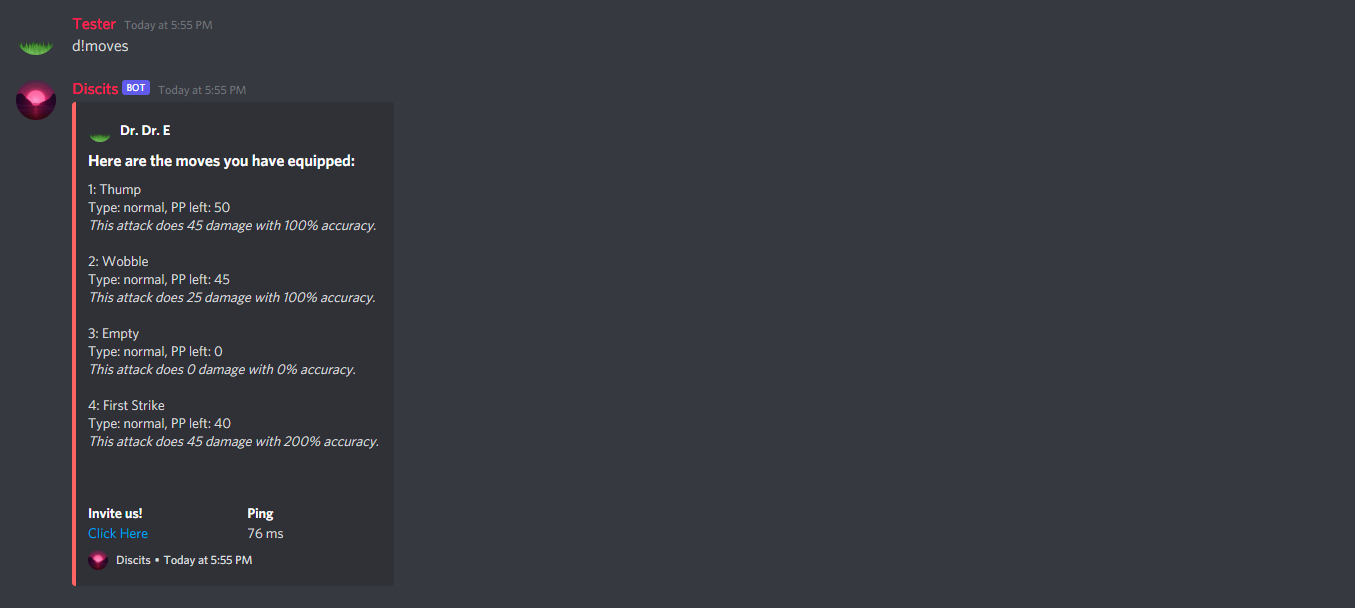 Tester Today at 5:55 PM
d!moves
Discits BOT Today at 5:55 PM
Dr. Dr. E
Here are the moves you have equipped:
1: Thump
Type: normal, PP left: 50
This attack does 45 damage with 100% accuracy.
2: Wobble
Type: normal, PP left: 45
This attack does 25 damage with 100% accuracy.
3: Empty
Type: normal, PP left: 0
This attack does 0 damage with 0% accuracy.
4: First Strike
Type: normal, PP left: 40
This attack does 45 damage with 200% accuracy.
Invite us! Ping
Click Here 76 ms
Discits • Today at 5:55 PM